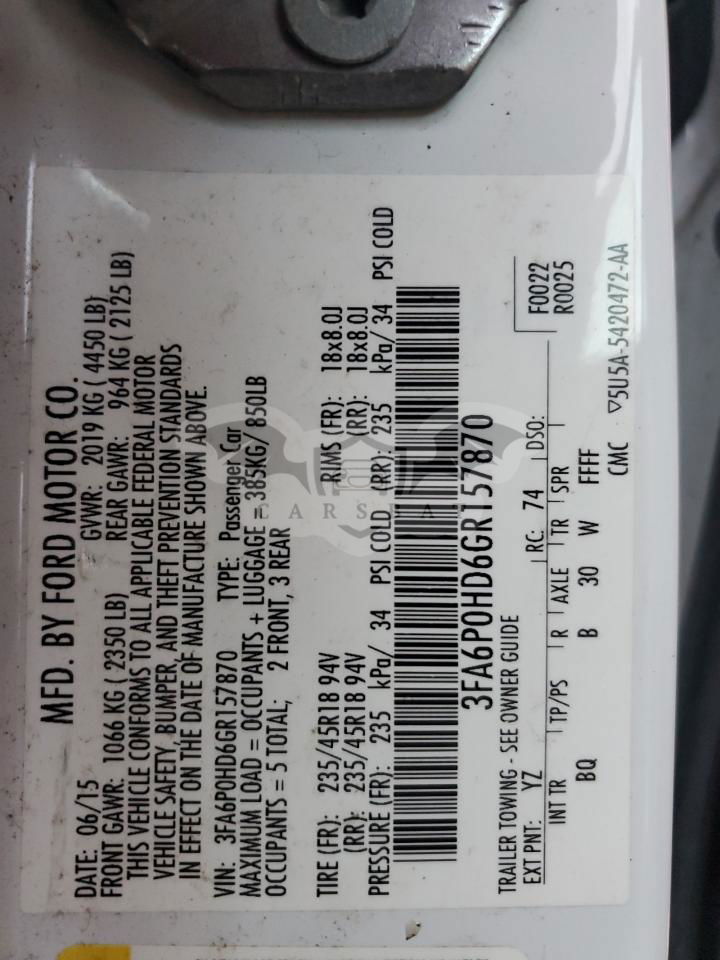 MFD. BY FORD MOTOR CO.
DATE: 06/15 GVWR: 2019 KG ( 4450 LB)
FRONT GAWR: 1066 KG ( 2350 LB) REAR GAWR: 964 KG ( 2125 LB)
THIS VEHICLE CONFORMS TO ALL APPLICABLE FEDERAL MOTOR
VEHICLE SAFETY, BUMPER, AND THEFT PREVENTION STANDARDS
IN EFFECT ON THE DATE OF MANUFACTURE SHOWN ABOVE.
VIN: 3FA6P0HD6GR157870 TYPE: Passenger Car
MAXIMUM LOAD = OCCUPANTS + LUGGAGE = 385KG/ 850LB
OCCUPANTS = 5 TOTAL; 2 FRONT, 3 REAR
TIRE (FR): 235/45R18 94V RIMS (FR): 18x8.0J
(RR): 235/45R18 94V (RR): 18x8.0J
PRESSURE (FR): 235 kPa/ 34 PSI COLD (RR): 235 kPa/ 34 PSI COLD
CARSBAT
3FA6P0HD6GR157870
TRAILER TOWING - SEE OWNER GUIDE
F0022
R0025
EXT PNT: YZ RC: 74 DSO:
INT TR TP/PS R AXLE TR SPR
BQ B 30 W FFFF
CMC ▽5U5A-5420472-AA